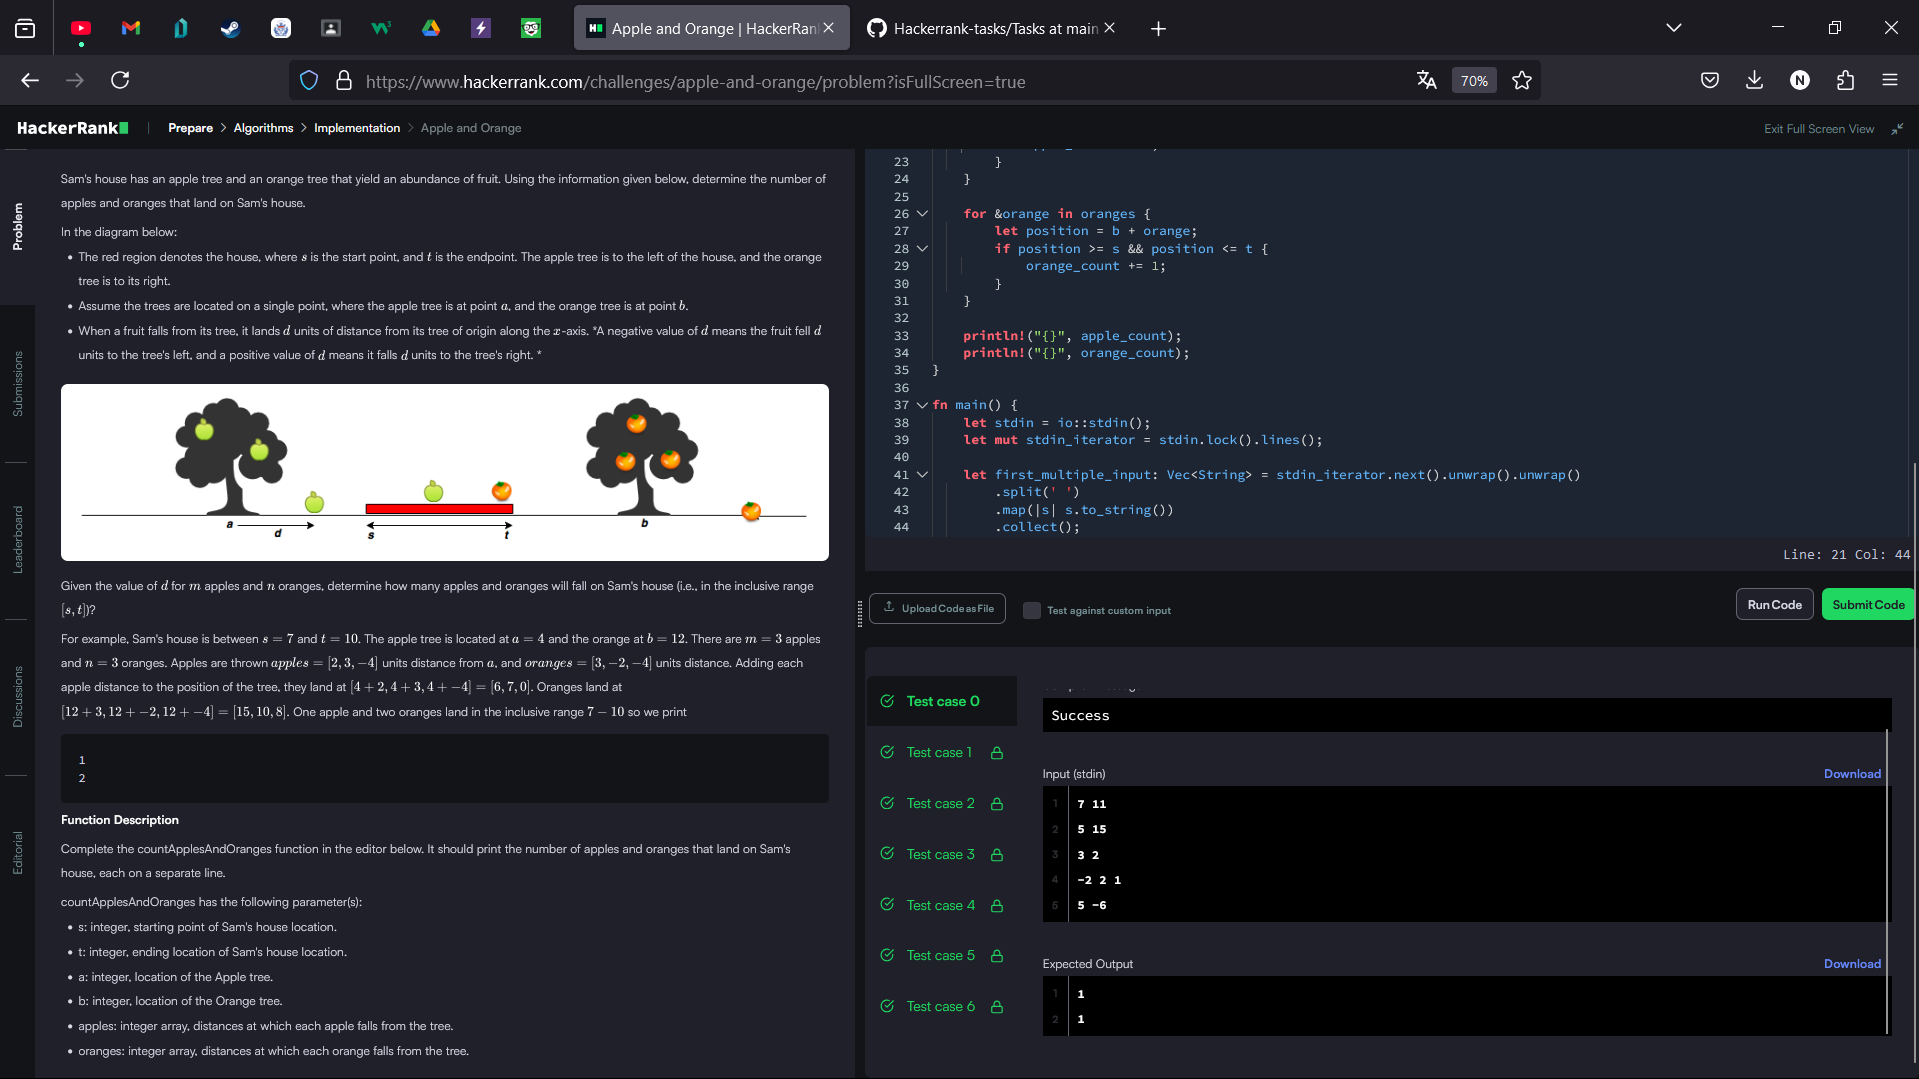 Apple and Orange | HackerRan
Hackerrank-tasks/Tasks at main
https://www.hackerrank.com/challenges/apple-and-orange/problem?isFullScreen=true
70%
N
HackerRank
Prepare > Algorithms > Implementation > Apple and Orange
Exit Full Screen View
Problem
Submissions
Leaderboard
Discussions
Editorial
Sam's house has an apple tree and an orange tree that yield an abundance of fruit. Using the information given below, determine the number of
apples and oranges that land on Sam's house.
In the diagram below:
• The red region denotes the house, where s is the start point, and t is the endpoint. The apple tree is to the left of the house, and the orange
tree is to its right.
• Assume the trees are located on a single point, where the apple tree is at point a, and the orange tree is at point b.
• When a fruit falls from its tree, it lands d units of distance from its tree of origin along the x-axis. *A negative value of d means the fruit fell d
units to the tree's left, and a positive value of d means it falls d units to the tree's right. *
a
d
s
t
b
Given the value of d for m apples and n oranges, determine how many apples and oranges will fall on Sam's house (i.e., in the inclusive range
[s, t])?
For example, Sam's house is between s = 7 and t = 10. The apple tree is located at a = 4 and the orange at b = 12. There are m = 3 apples
and n = 3 oranges. Apples are thrown apples = [2, 3, −4] units distance from a, and oranges = [3, −2, −4] units distance. Adding each
apple distance to the position of the tree, they land at [4 + 2, 4 + 3, 4 + −4] = [6, 7, 0]. Oranges land at
[12 + 3, 12 + −2, 12 + −4] = [15, 10, 8]. One apple and two oranges land in the inclusive range 7 − 10 so we print
1
2
Function Description
Complete the countApplesAndOranges function in the editor below. It should print the number of apples and oranges that land on Sam's
house, each on a separate line.
countApplesAndOranges has the following parameter(s):
• s: integer, starting point of Sam's house location.
• t: integer, ending location of Sam's house location.
• a: integer, location of the Apple tree.
• b: integer, location of the Orange tree.
• apples: integer array, distances at which each apple falls from the tree.
• oranges: integer array, distances at which each orange falls from the tree.
23 }
24 }
25
26 for &orange in oranges {
27 let position = b + orange;
28 if position >= s && position <= t {
29 orange_count += 1;
30 }
31 }
32
33 println!("{}", apple_count);
34 println!("{}", orange_count);
35 }
36
37 fn main() {
38 let stdin = io::stdin();
39 let mut stdin_iterator = stdin.lock().lines();
40
41 let first_multiple_input: Vec<String> = stdin_iterator.next().unwrap().unwrap()
42 .split(' ')
43 .map(|s| s.to_string())
44 .collect();
Line: 21 Col: 44
Upload Code as File
Test against custom input
Run Code
Submit Code
Test case 0
Test case 1
Test case 2
Test case 3
Test case 4
Test case 5
Test case 6
Success
Input (stdin)
Download
1 7 11
2 5 15
3 3 2
4 -2 2 1
5 5 -6
Expected Output
Download
1 1
2 1